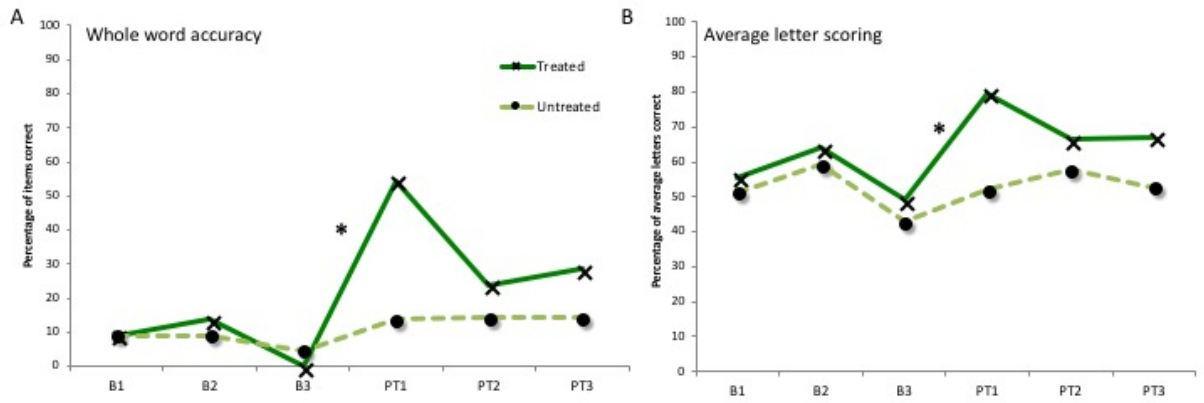 A
Whole word accuracy
Percentage of items correct
100
90
80
70
60
50
40
30
20
10
0
Treated
Untreated
*
B1 B2 B3 PT1 PT2 PT3
B
Average letter scoring
Percentage of average letters correct
100
90
80
70
60
50
40
30
20
10
0
*
B1 B2 B3 PT1 PT2 PT3